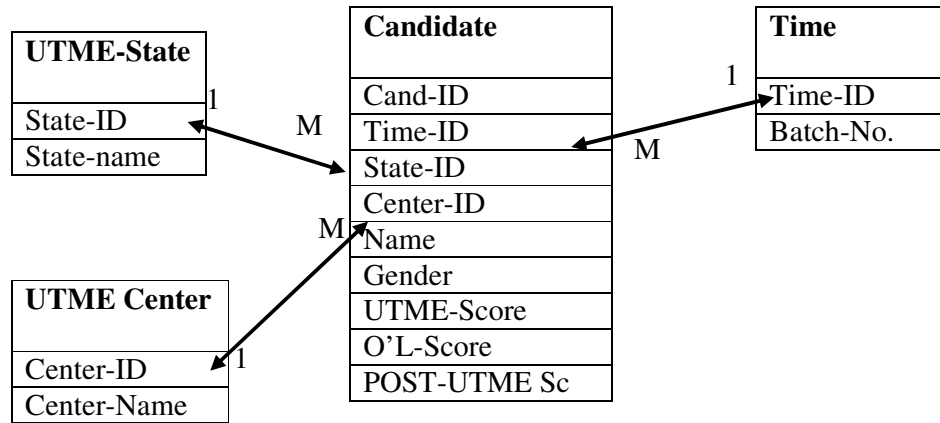 UTME-State
State-ID
State-name
1
M
Candidate
Cand-ID
Time-ID
State-ID
Center-ID
Name
Gender
UTME-Score
O'L-Score
POST-UTME Sc
Time
Time-ID
Batch-No.
1
M
UTME Center
Center-ID
Center-Name
1
M